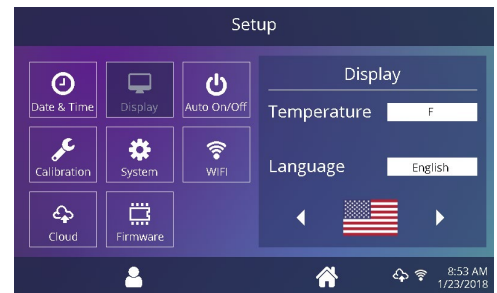 Setup
Date & Time
Display
Auto On/Off
Calibration
System
WIFI
Cloud
Firmware
Display
Temperature F
Language English
8:53 AM
1/23/2018